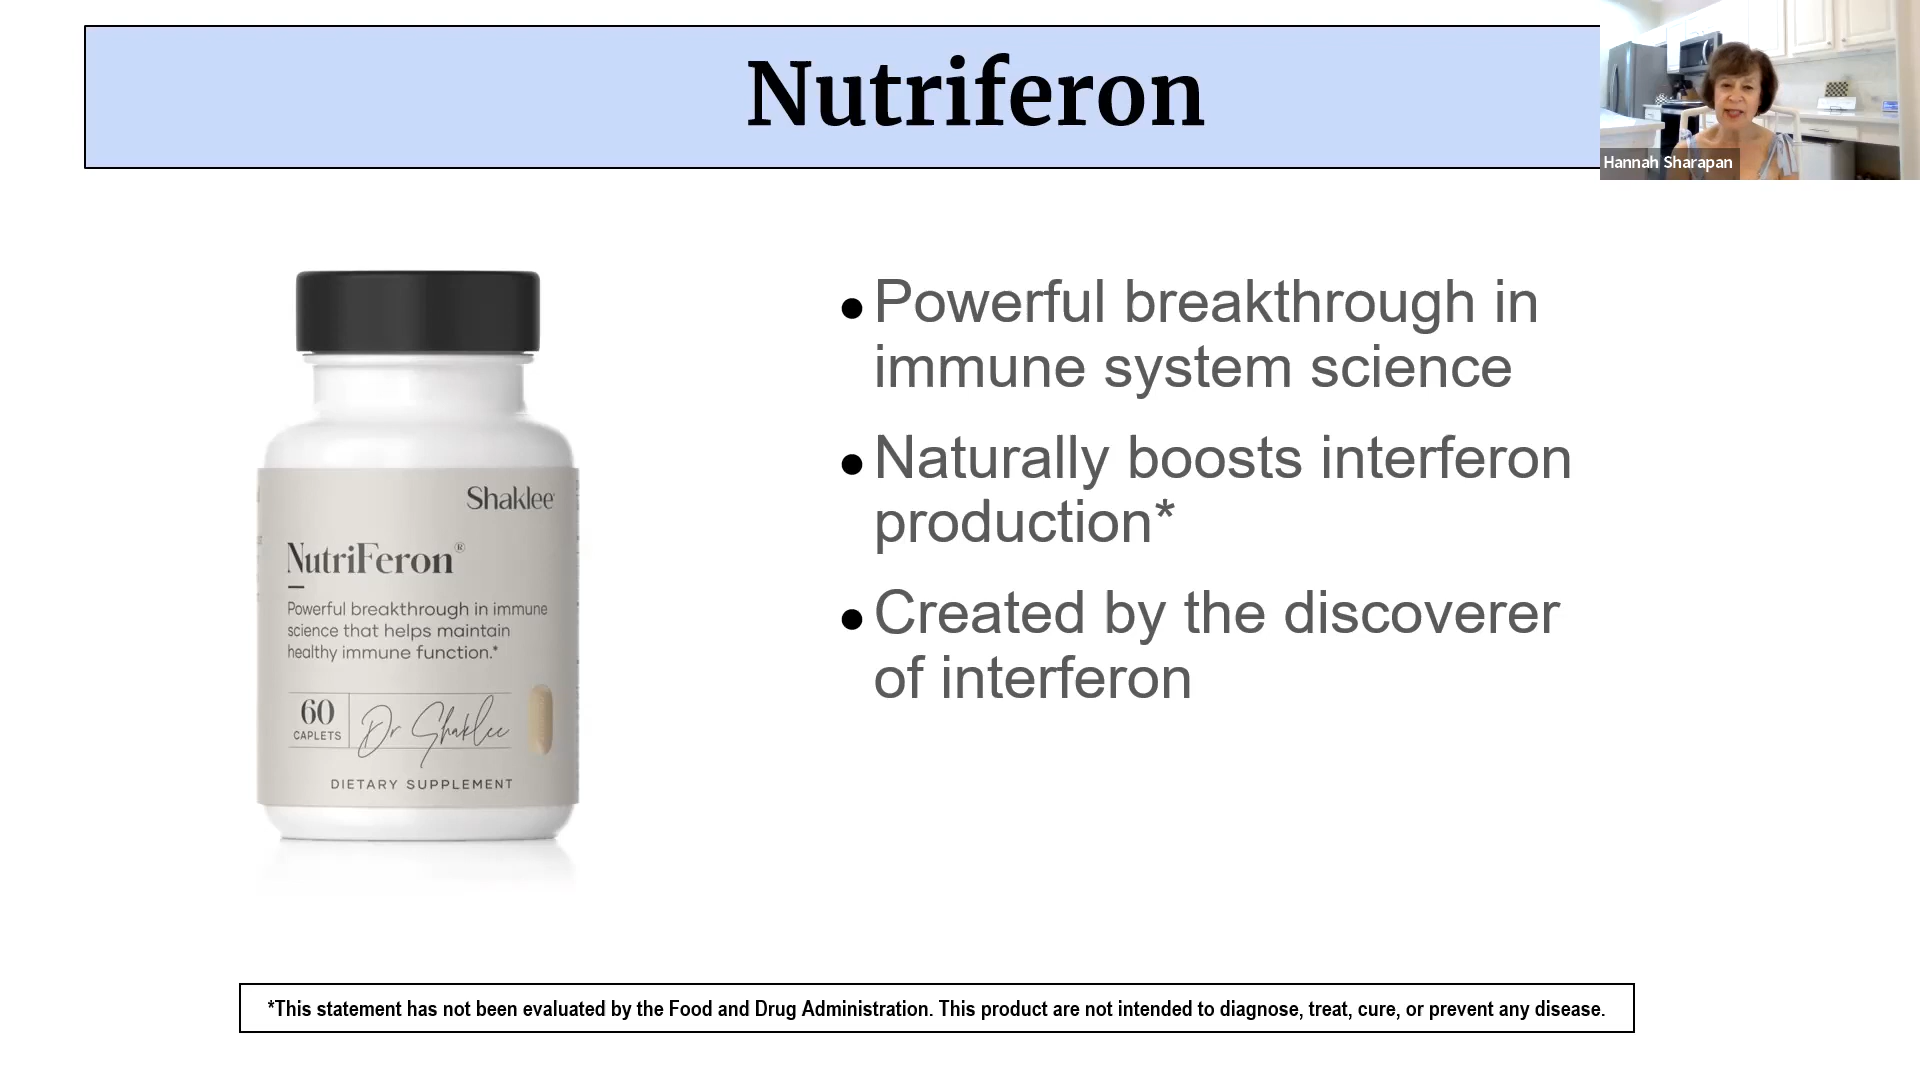 Nutriferon
Hannah Sharapan
Powerful breakthrough in
immune system science
Naturally boosts interferon
production*
Created by the discoverer
of interferon
Shaklee
NutriFeron®
Powerful breakthrough in immune
science that helps maintain
healthy immune function.*
60
CAPLETS
Dr Shaklee
DIETARY SUPPLEMENT
*This statement has not been evaluated by the Food and Drug Administration. This product are not intended to diagnose, treat, cure, or prevent any disease.